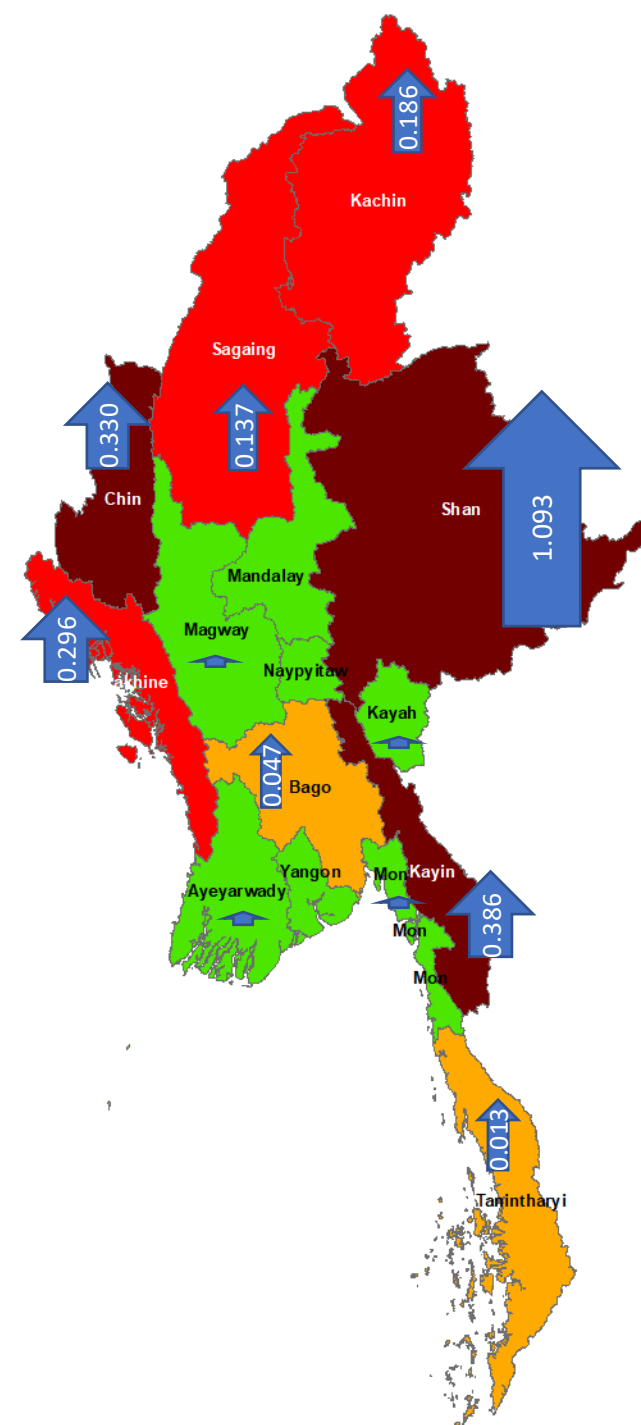 0.186
Kachin
Sagaing
0.330
0.137
Chin
Shan
1.093
Mandalay
Magway
0.296
akhine
Naypyitaw
Kayah
0.047
Bago
Yangon
Mon
Kayin
Ayeyarwady
0.386
Mon
Mon
0.013
Tanintharyi